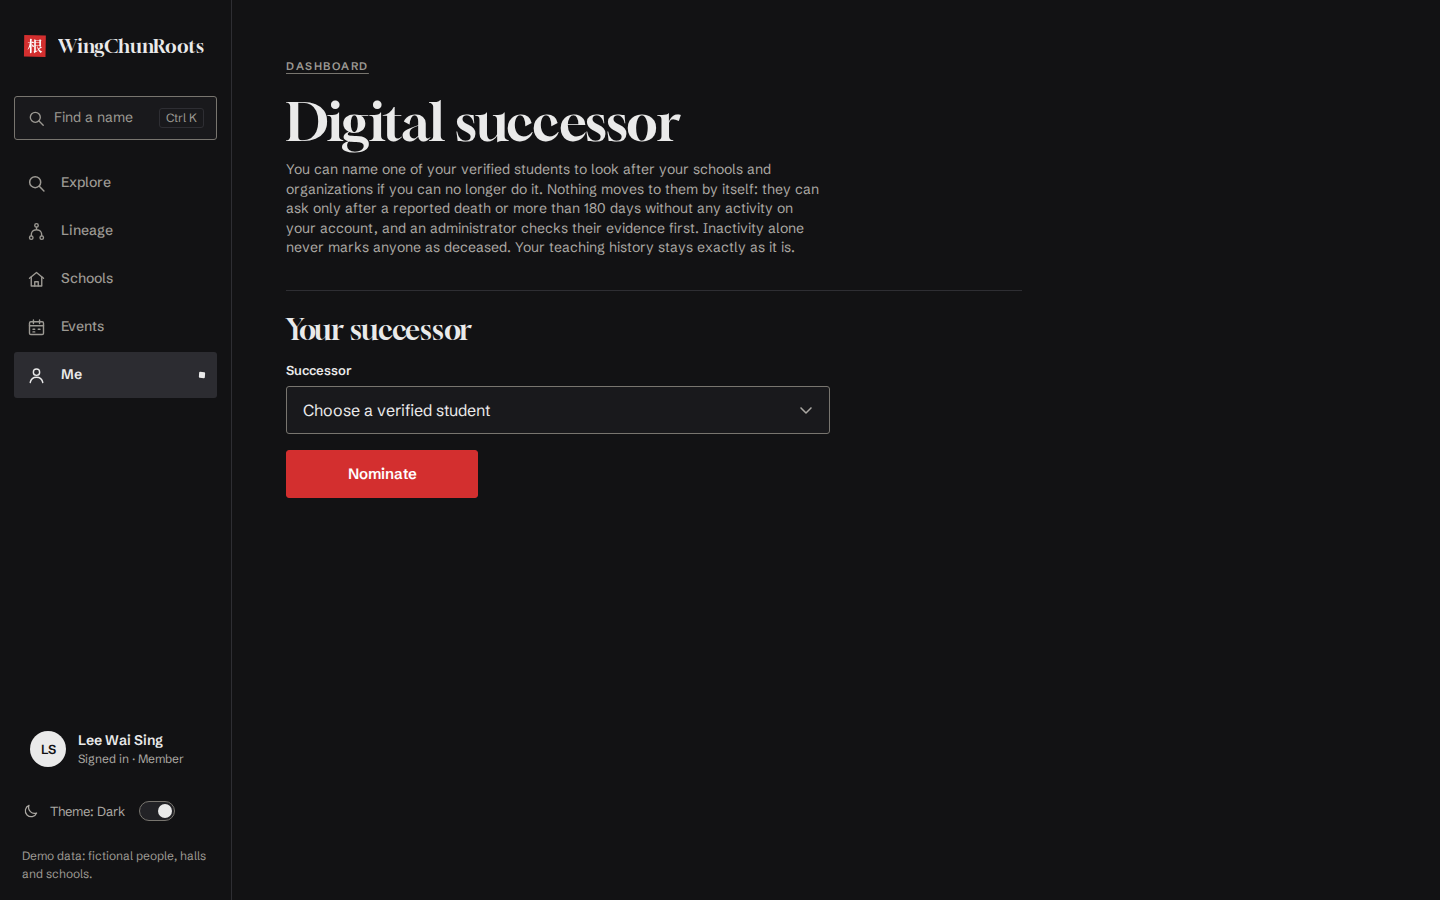 根 WingChunRoots
Find a name Ctrl K
Explore
Lineage
Schools
Events
Me
LS
Lee Wai Sing
Signed in · Member
Theme: Dark
Demo data: fictional people, halls
and schools.
DASHBOARD
Digital successor
You can name one of your verified students to look after your schools and
organizations if you can no longer do it. Nothing moves to them by itself: they can
ask only after a reported death or more than 180 days without any activity on
your account, and an administrator checks their evidence first. Inactivity alone
never marks anyone as deceased. Your teaching history stays exactly as it is.
Your successor
Successor
Choose a verified student
Nominate